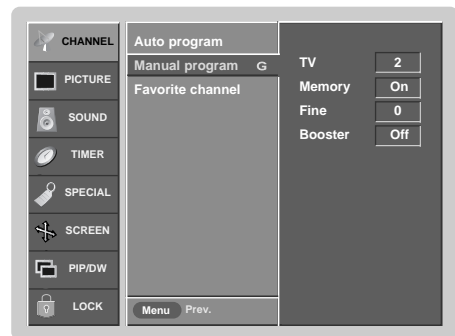 CHANNEL
PICTURE
SOUND
TIMER
SPECIAL
SCREEN
PIP/DW
LOCK
Auto program
Manual program G
Favorite channel
Menu Prev.
TV 2
Memory On
Fine 0
Booster Off